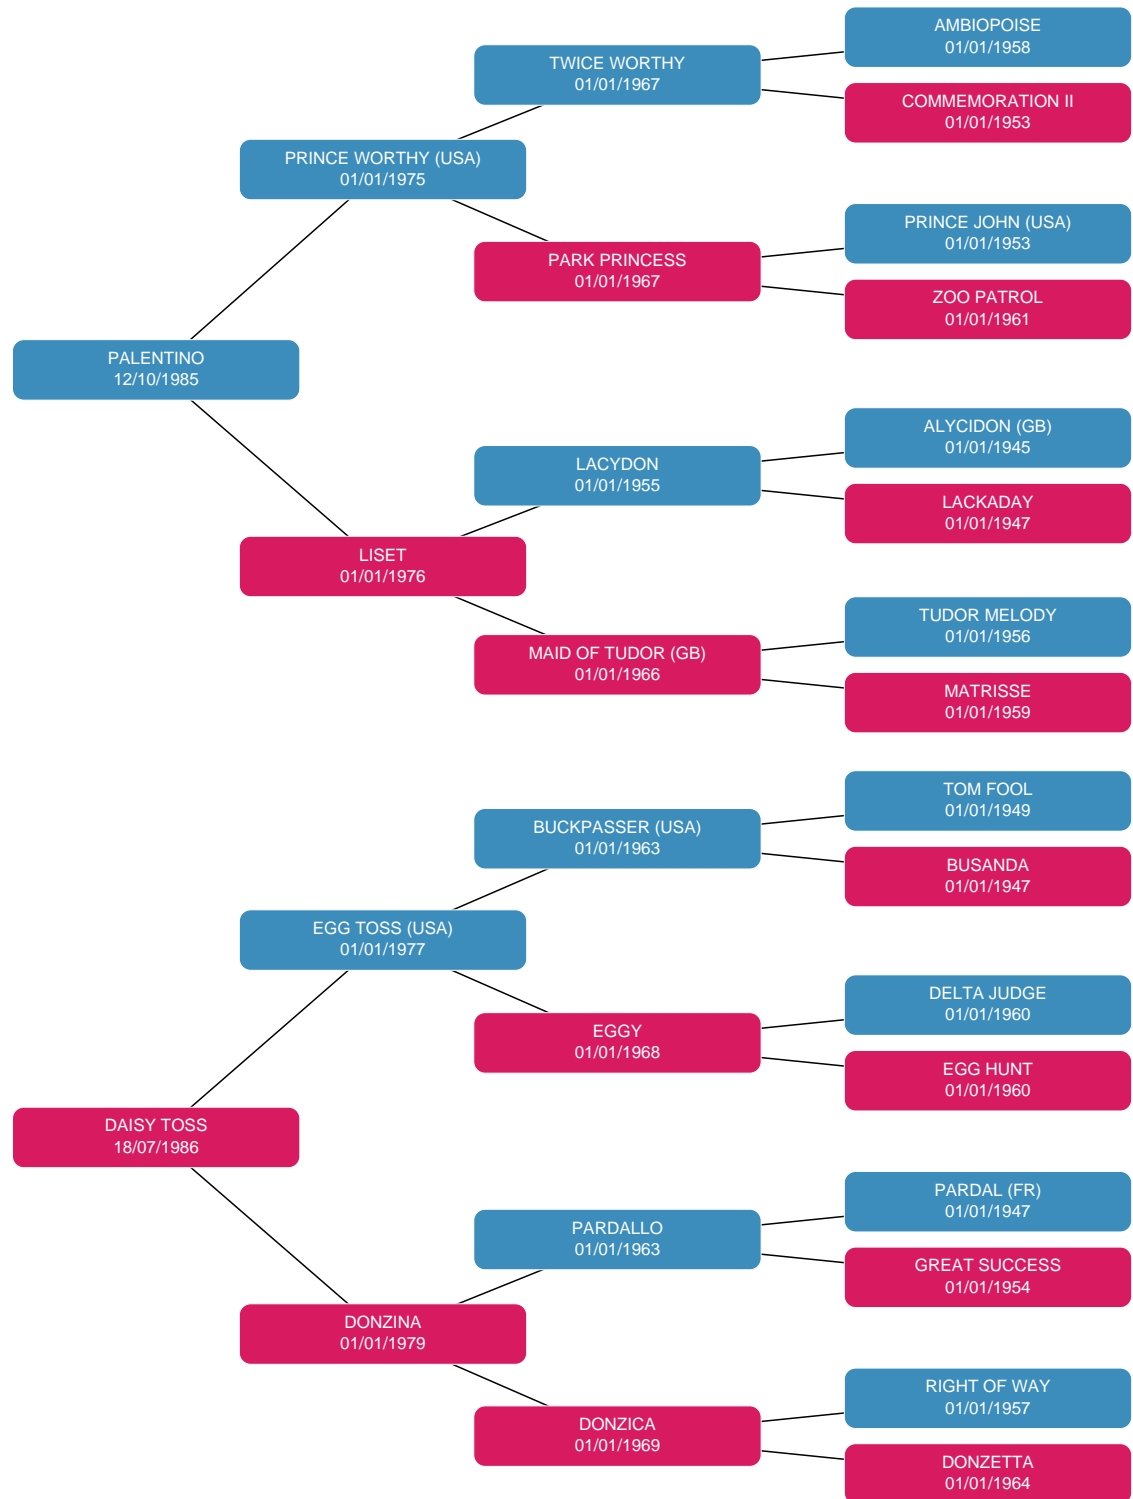 AMBIOPOISE
01/01/1958
TWICE WORTHY
01/01/1967
COMMEMORATION II
01/01/1953
PRINCE WORTHY (USA)
01/01/1975
PRINCE JOHN (USA)
01/01/1953
PARK PRINCESS
01/01/1967
ZOO PATROL
01/01/1961
PALENTINO
12/10/1985
ALYCIDON (GB)
01/01/1945
LACYDON
01/01/1955
LACKADAY
01/01/1947
LISET
01/01/1976
TUDOR MELODY
01/01/1956
MAID OF TUDOR (GB)
01/01/1966
MATRISSE
01/01/1959
TOM FOOL
01/01/1949
BUCKPASSER (USA)
01/01/1963
BUSANDA
01/01/1947
EGG TOSS (USA)
01/01/1977
DELTA JUDGE
01/01/1960
EGGY
01/01/1968
EGG HUNT
01/01/1960
DAISY TOSS
18/07/1986
PARDAL (FR)
01/01/1947
PARDALLO
01/01/1963
GREAT SUCCESS
01/01/1954
DONZINA
01/01/1979
RIGHT OF WAY
01/01/1957
DONZICA
01/01/1969
DONZETTA
01/01/1964